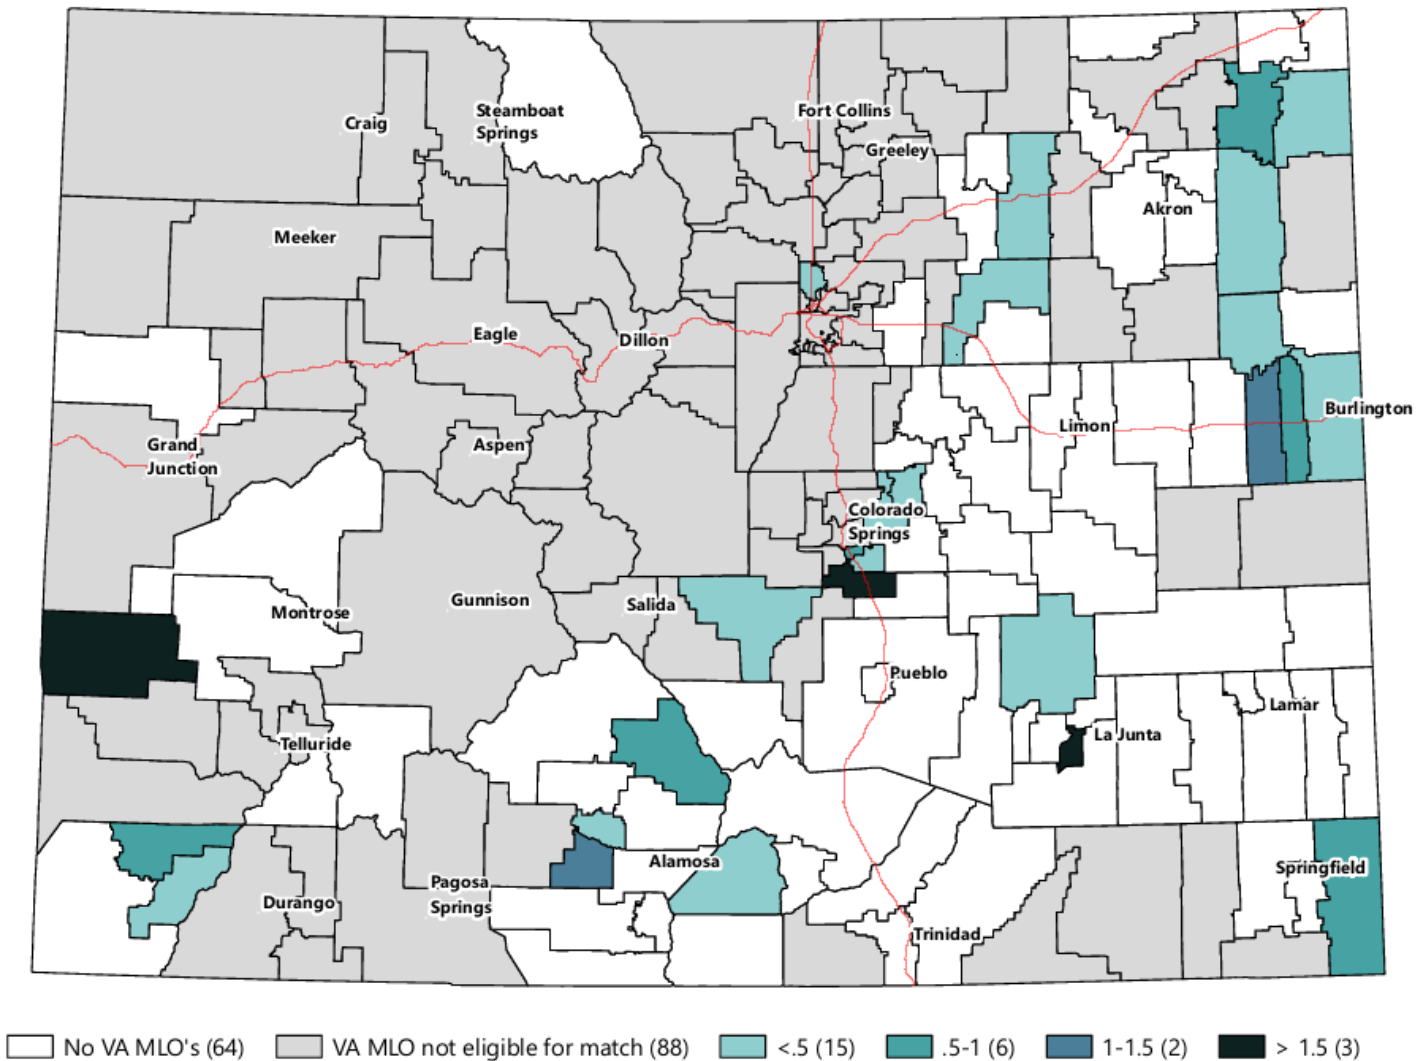 Craig
Steamboat
Springs
Fort Collins
Greeley
Akron
Meeker
Eagle
Dillon
Grand
Junction
Aspen
Limon
Burlington
Colorado
Springs
Montrose
Gunnison
Salida
Pueblo
Lamar
Telluride
La Junta
Alamosa
Springfield
Pagosa
Springs
Durango
Trinidad
No VA MLO's (64)
VA MLO not eligible for match (88)
<.5 (15)
.5-1 (6)
1-1.5 (2)
> 1.5 (3)